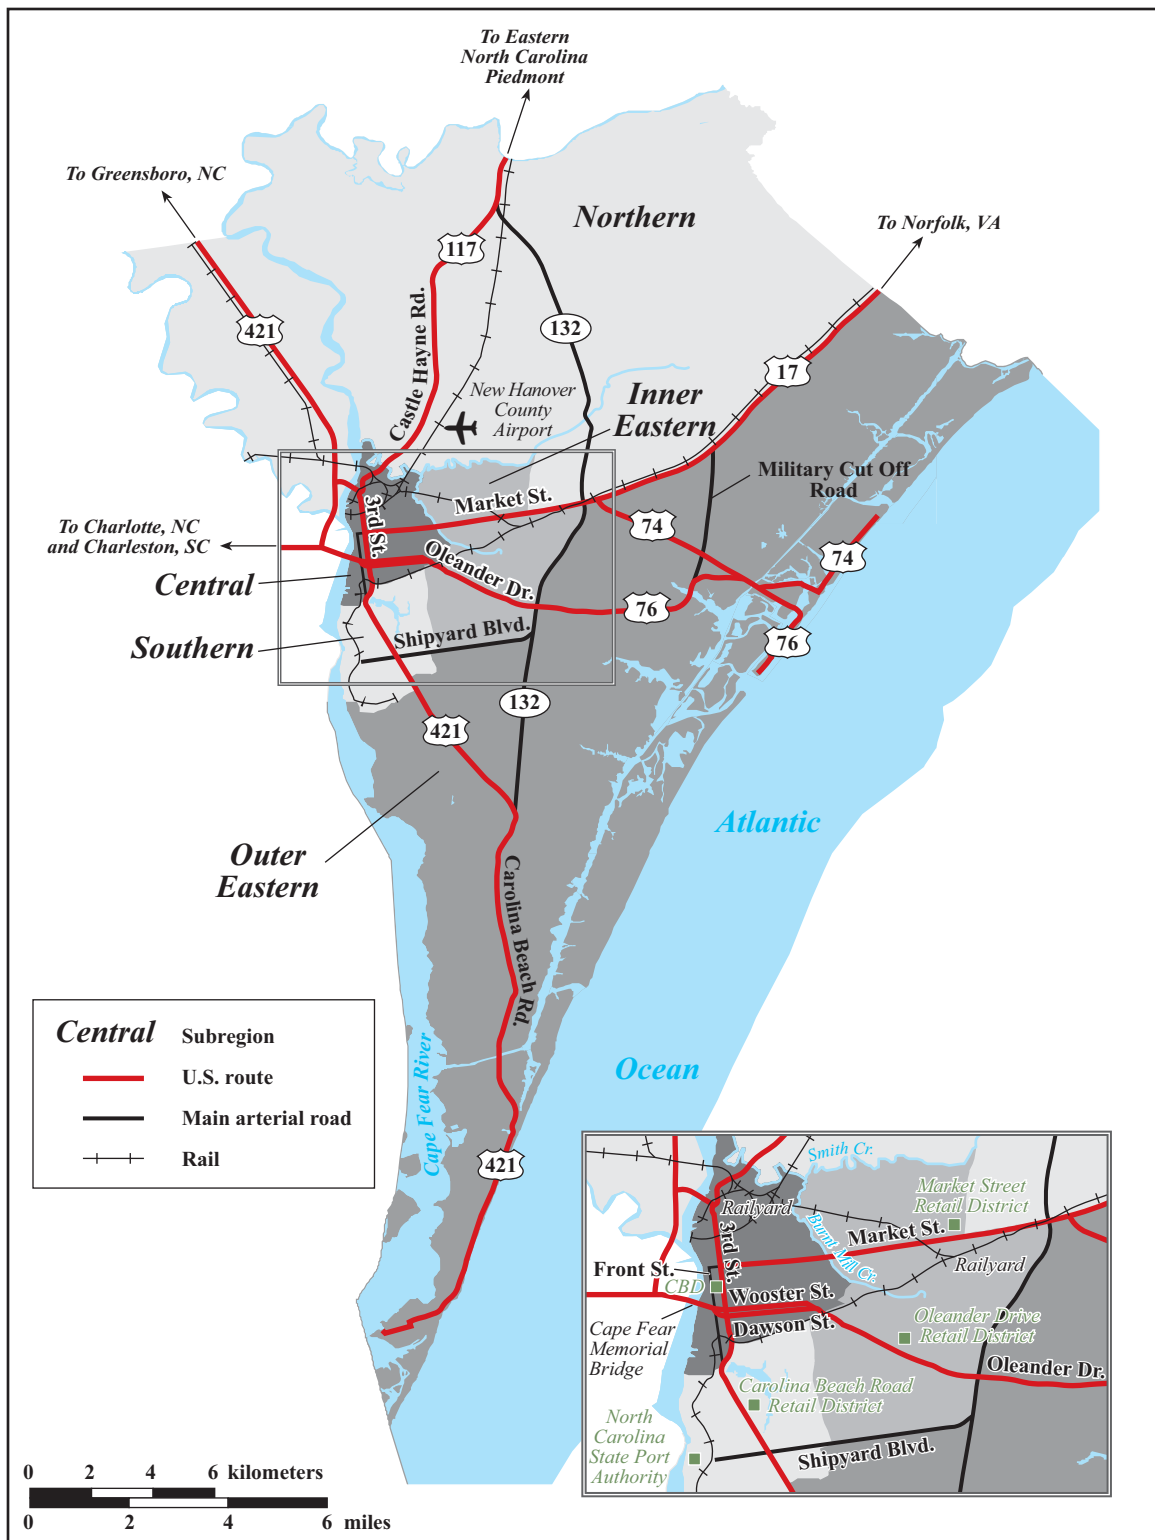 To Eastern
North Carolina
Piedmont
To Greensboro, NC
Northern
To Norfolk, VA
117
421
132
17
Castle Hayne Rd.
New Hanover
County
Airport
Inner
Eastern
Military Cut Off
Road
Market St.
3rd St.
74
74
To Charlotte, NC
and Charleston, SC
Oleander Dr.
Central
76
76
Southern
Shipyard Blvd.
132
421
Atlantic
Outer
Eastern
Carolina Beach Rd.
Central
Subregion
U.S. route
Main arterial road
Rail
Cape Fear River
Ocean
421
Smith Cr.
Market Street
Retail District
Railyard
3rd St.
Burnt Mill Cr.
Market St.
Front St.
Railyard
CBD
Wooster St.
Dawson St.
Cape Fear
Memorial
Bridge
Oleander Drive
Retail District
Oleander Dr.
Carolina Beach Road
Retail District
North
Carolina
State Port
Authority
Shipyard Blvd.
0 2 4 6 kilometers
0 2 4 6 miles